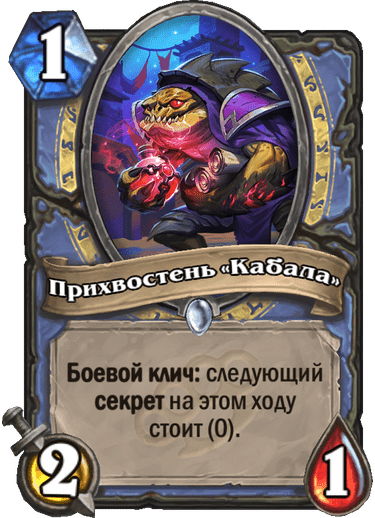 1
Прихвостень «Кабала»
Боевой клич: следующий
секрет на этом ходу
стоит (0).
2
1